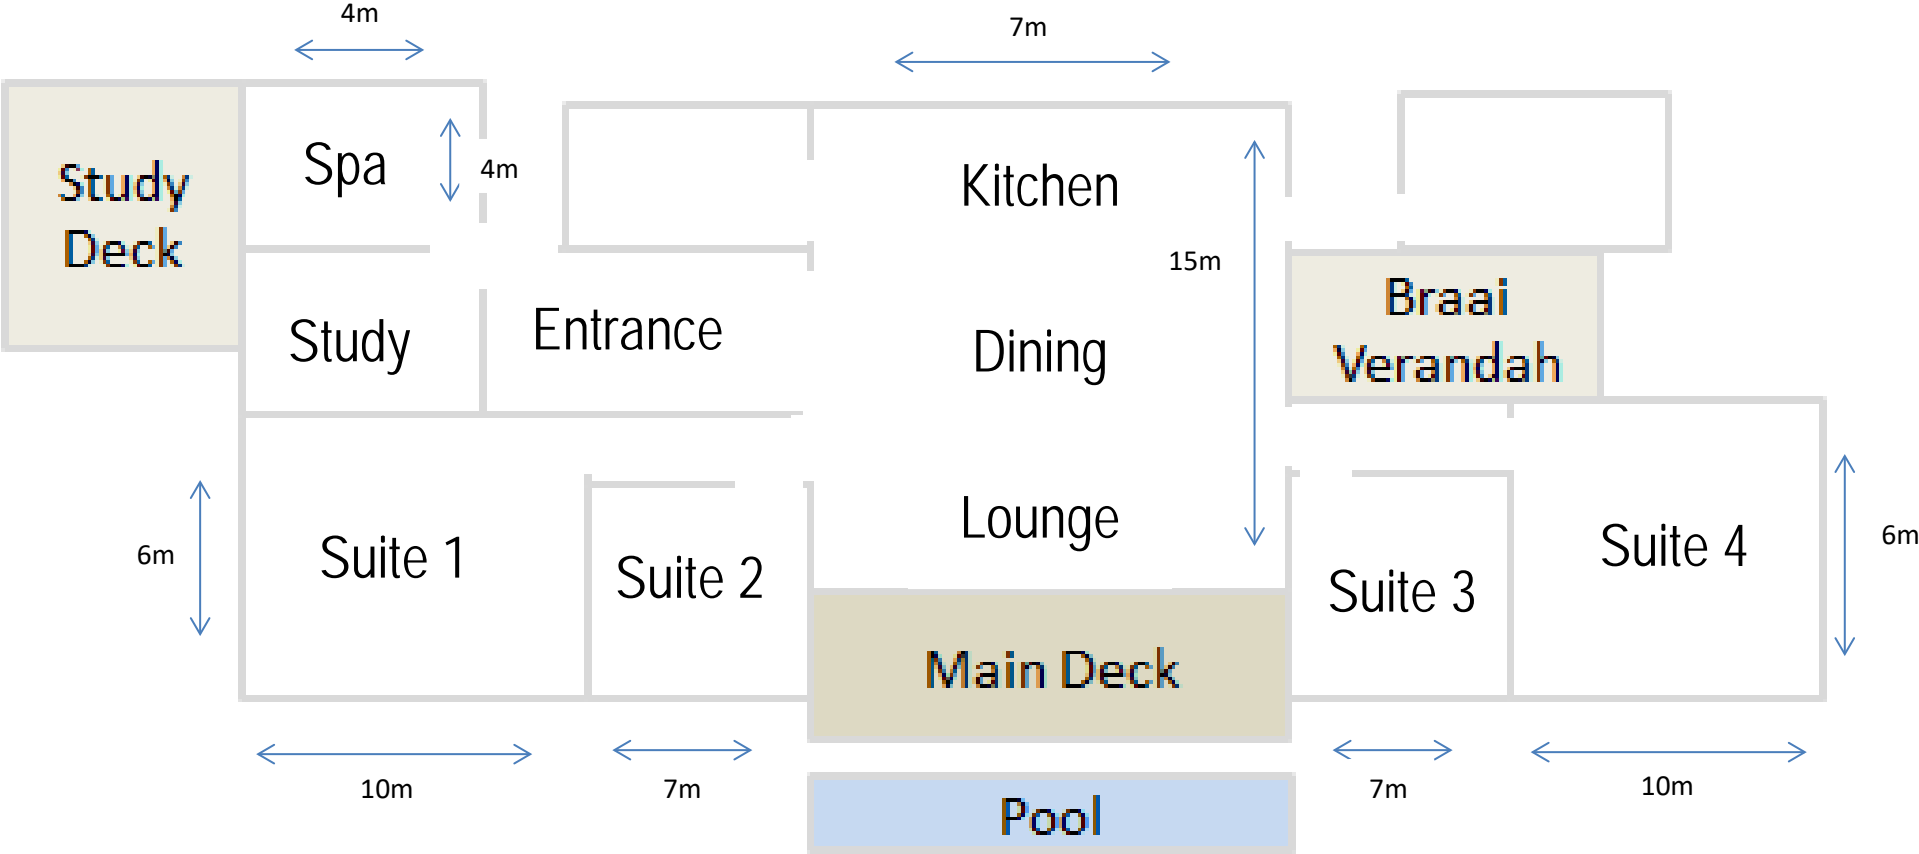 4m
7m
Spa
4m
Study
Deck
Kitchen
15m
Study
Entrance
Dining
Braai
Verandah
6m
Suite 1
Suite 2
Lounge
Suite 3
Suite 4
6m
Main Deck
10m
7m
7m
10m
Pool